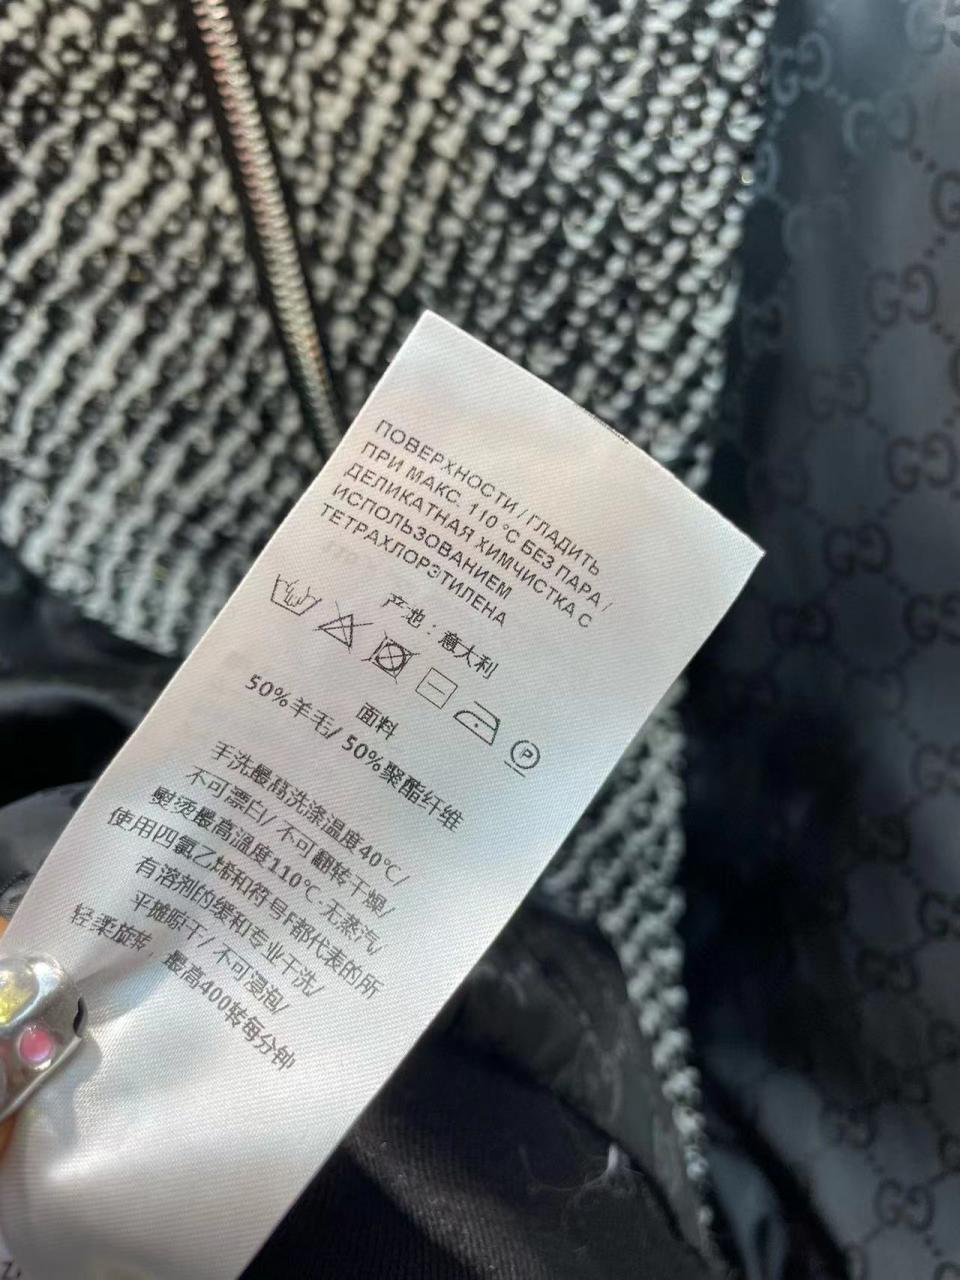 ПОВЕРХНОСТИ / ГЛАДИТЬ
ПРИ МАКС. 110 °C БЕЗ ПАРА /
ДЕЛИКАТНАЯ ХИМЧИСТКА С
ИСПОЛЬЗОВАНИЕМ
ТЕТРАХЛОРЭТИЛЕНА
产地：意大利
P
面料
50%羊毛/ 50%聚酯纤维
手洗最高洗涤温度40℃/
不可漂白/ 不可翻转干燥/
熨烫最高温度110℃-无蒸汽/
使用四氯乙烯和符号F都代表的所
有溶剂的缓和专业干洗/
平摊晾干/ 不可浸泡/
轻柔旋转，最高400转每分钟